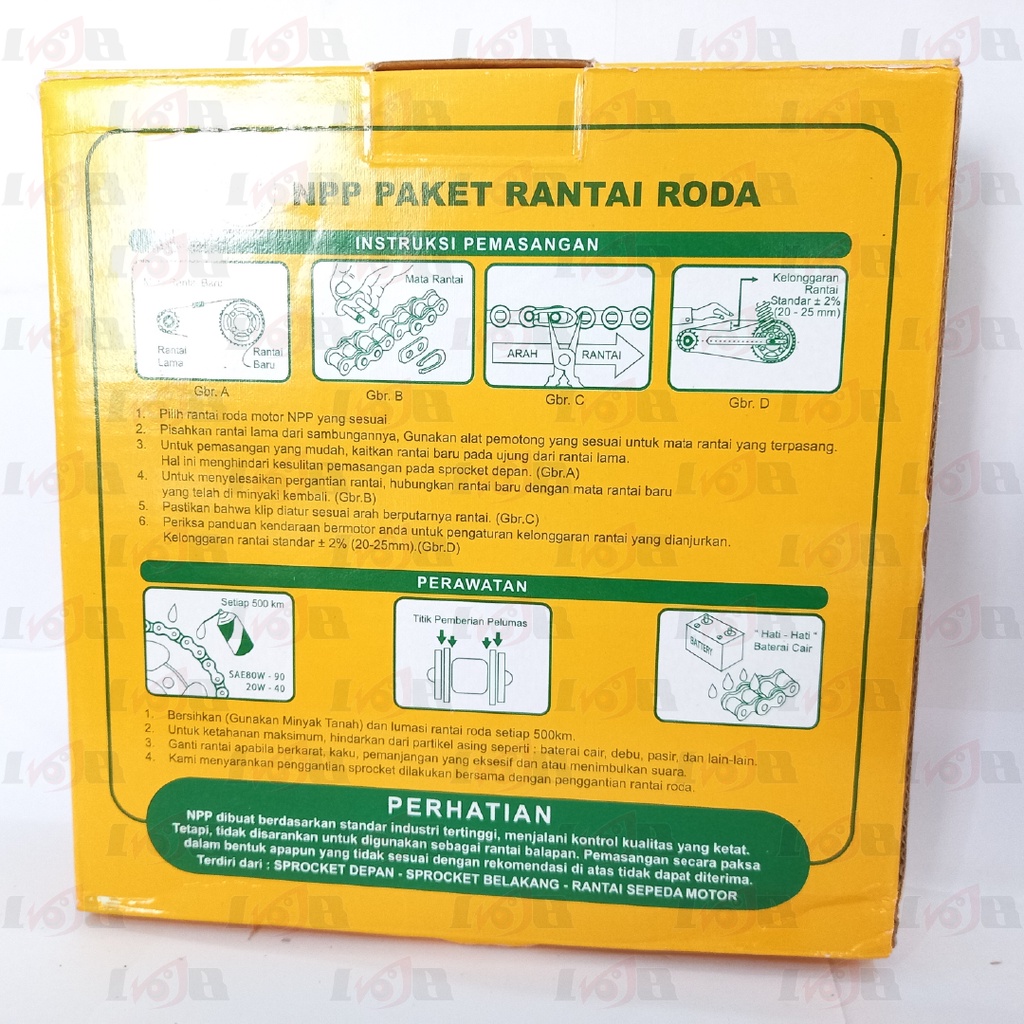 NPP PAKET RANTAI RODA
INSTRUKSI PEMASANGAN
Baru
Rantai
Lama
Rantai
Baru
Gbr. A
Mata Rantai
Gbr. B
ARAH RANTAI
Gbr. C
Kelonggaran
Rantai
Standar ± 2%
(20 - 25 mm)
Gbr. D
1. Pilih rantai roda motor NPP yang sesuai
2. Pisahkan rantai lama dari sambungannya, Gunakan alat pemotong yang sesuai untuk mata rantai yang terpasang.
3. Untuk pemasangan yang mudah, kaitkan rantai baru pada ujung dari rantai lama.
Hal ini menghindari kesulitan pemasangan pada sprocket depan. (Gbr.A)
4. Untuk menyelesaikan pergantian rantai, hubungkan rantai baru dengan mata rantai baru
yang telah di minyaki kembali. (Gbr.B)
5. Pastikan bahwa klip diatur sesuai arah berputarnya rantai. (Gbr.C)
6. Periksa panduan kendaraan bermotor anda untuk pengaturan kelonggaran rantai yang dianjurkan.
Kelonggaran rantai standar ± 2% (20-25mm).(Gbr.D)
PERAWATAN
Setiap 500 km
SAE80W - 90
20W - 40
Titik Pemberian Pelumas
BATTERY
" Hati - Hati "
Baterai Cair
1. Bersihkan (Gunakan Minyak Tanah) dan lumasi rantai roda setiap 500km.
2. Untuk ketahanan maksimum, hindarkan dari partikel asing seperti : baterai cair, debu, pasir, dan lain-lain.
3. Ganti rantai apabila berkarat, kaku, pemanjangan yang eksesif dan atau menimbulkan suara.
4. Kami menyarankan penggantian sprocket dilakukan bersama dengan penggantian rantai roda.
PERHATIAN
NPP dibuat berdasarkan standar industri tertinggi, menjalani kontrol kualitas yang ketat.
Tetapi, tidak disarankan untuk digunakan sebagai rantai balapan. Pemasangan secara paksa
dalam bentuk apapun yang tidak sesuai dengan rekomendasi di atas tidak dapat diterima.
Terdiri dari : SPROCKET DEPAN - SPROCKET BELAKANG - RANTAI SEPEDA MOTOR